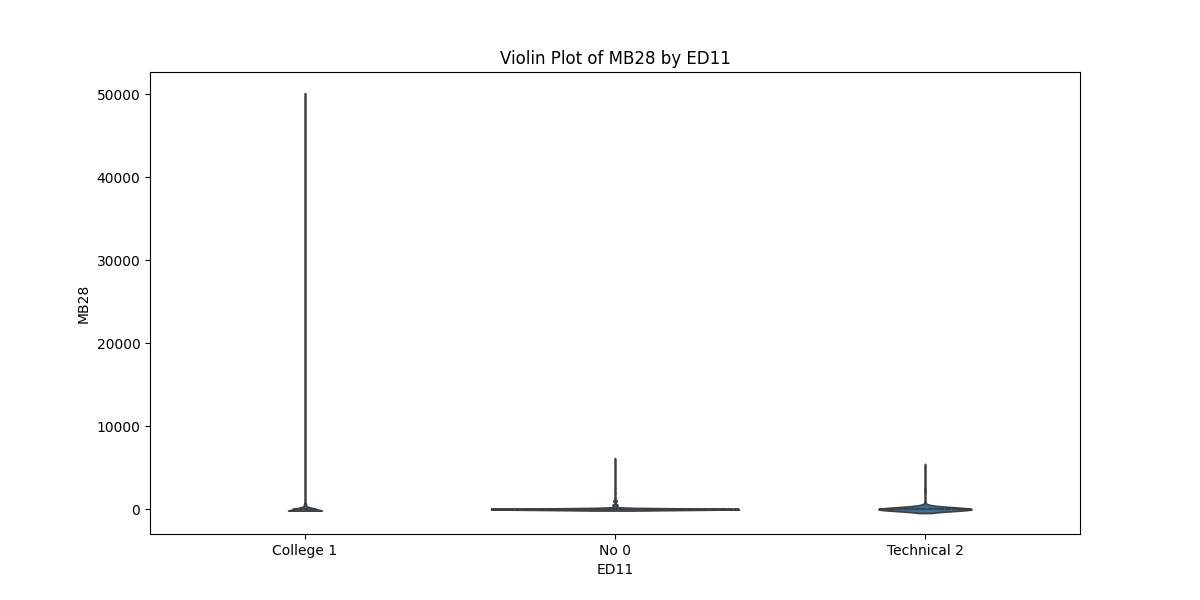 Violin Plot of MB28 by ED11
50000
40000
30000
20000
10000
0
MB28
College 1
No 0
Technical 2
ED11